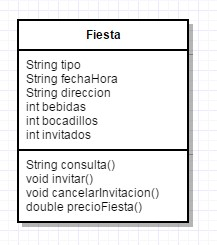 Fiesta
String tipo
String fechaHora
String direccion
int bebidas
int bocadillos
int invitados
String consulta()
void invitar()
void cancelarInvitacion()
double precioFiesta()